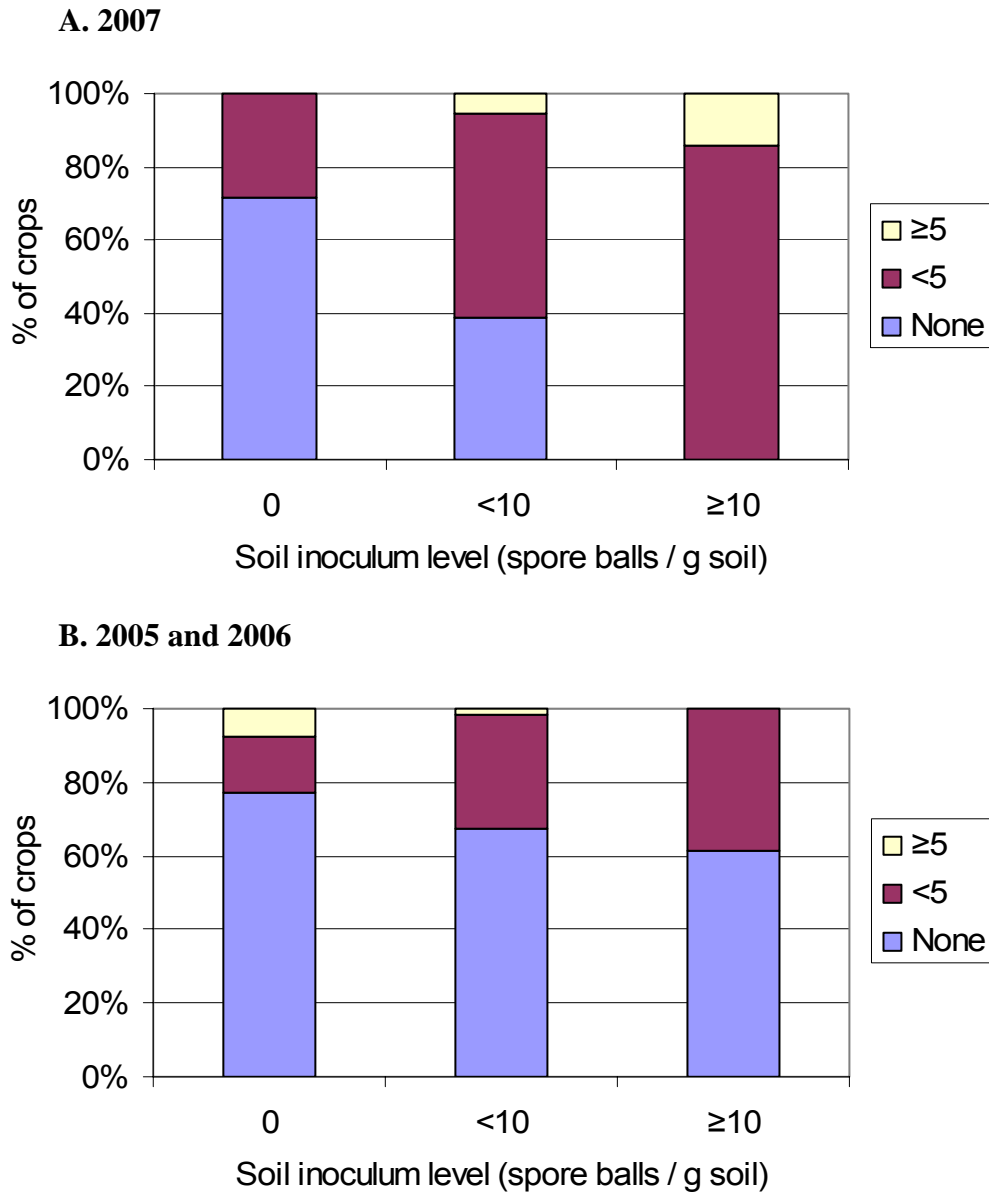 A. 2007
100%
80%
60%
40%
20%
0%
% of crops
0 <10 ≥10
Soil inoculum level (spore balls / g soil)
≥5
<5
None
B. 2005 and 2006
100%
80%
60%
40%
20%
0%
% of crops
0 <10 ≥10
Soil inoculum level (spore balls / g soil)
≥5
<5
None